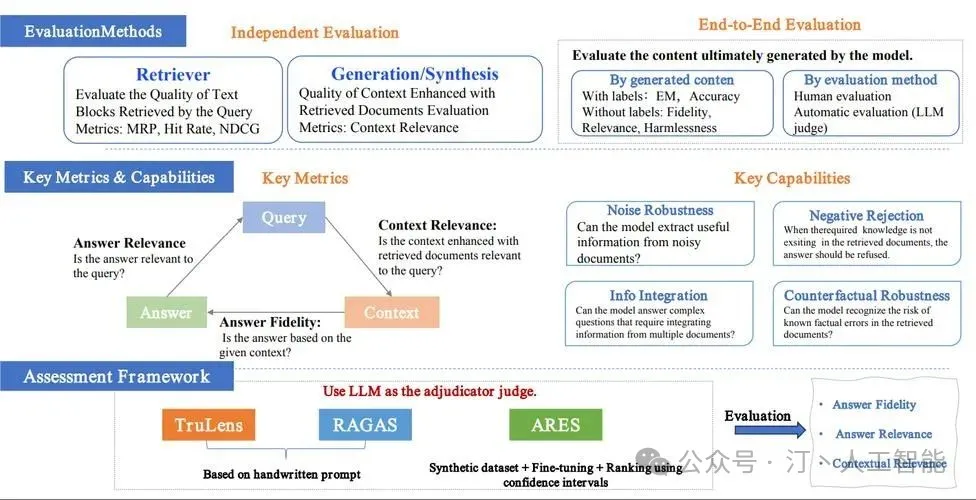 EvaluationMethods
Independent Evaluation
End-to-End Evaluation
Retriever
Evaluate the Quality of Text
Blocks Retrieved by the Query
Metrics: MRP, Hit Rate, NDCG
Generation/Synthesis
Quality of Context Enhanced with
Retrieved Documents Evaluation
Metrics: Context Relevance
Evaluate the content ultimately generated by the model.
By generated conten
With labels: EM, Accuracy
Without labels: Fidelity,
Relevance, Harmlessness
By evaluation method
Human evaluation
Automatic evaluation (LLM
judge)
Key Metrics & Capabilities
Key Metrics
Key Capabilities
Query
Answer Relevance
Is the answer relevant to
the query?
Context Relevance:
Is the context enhanced with
retrieved documents relevant
to the query?
Answer
Context
Answer Fidelity:
Is the answer based on the
given context?
Noise Robustness
Can the model extract useful
information from noisy
documents?
Negative Rejection
When therequired knowledge is not
exsiting in the retrieved documents, the
answer should be refused.
Info Integration
Can the model answer complex
questions that require integrating
information from multiple documents?
Counterfactual Robustness
Can the model recognize the risk of
known factual errors in the retrieved
documents?
Assessment Framework
Use LLM as the adjudicator judge.
TruLens
RAGAS
ARES
Based on handwritten prompt
Synthetic dataset + Fine-tuning + Ranking using
confidence intervals
Evaluation
• Answer Fidelity
• Answer Relevance
• Contextual Relevance
公众号 · 汀丶人工智能